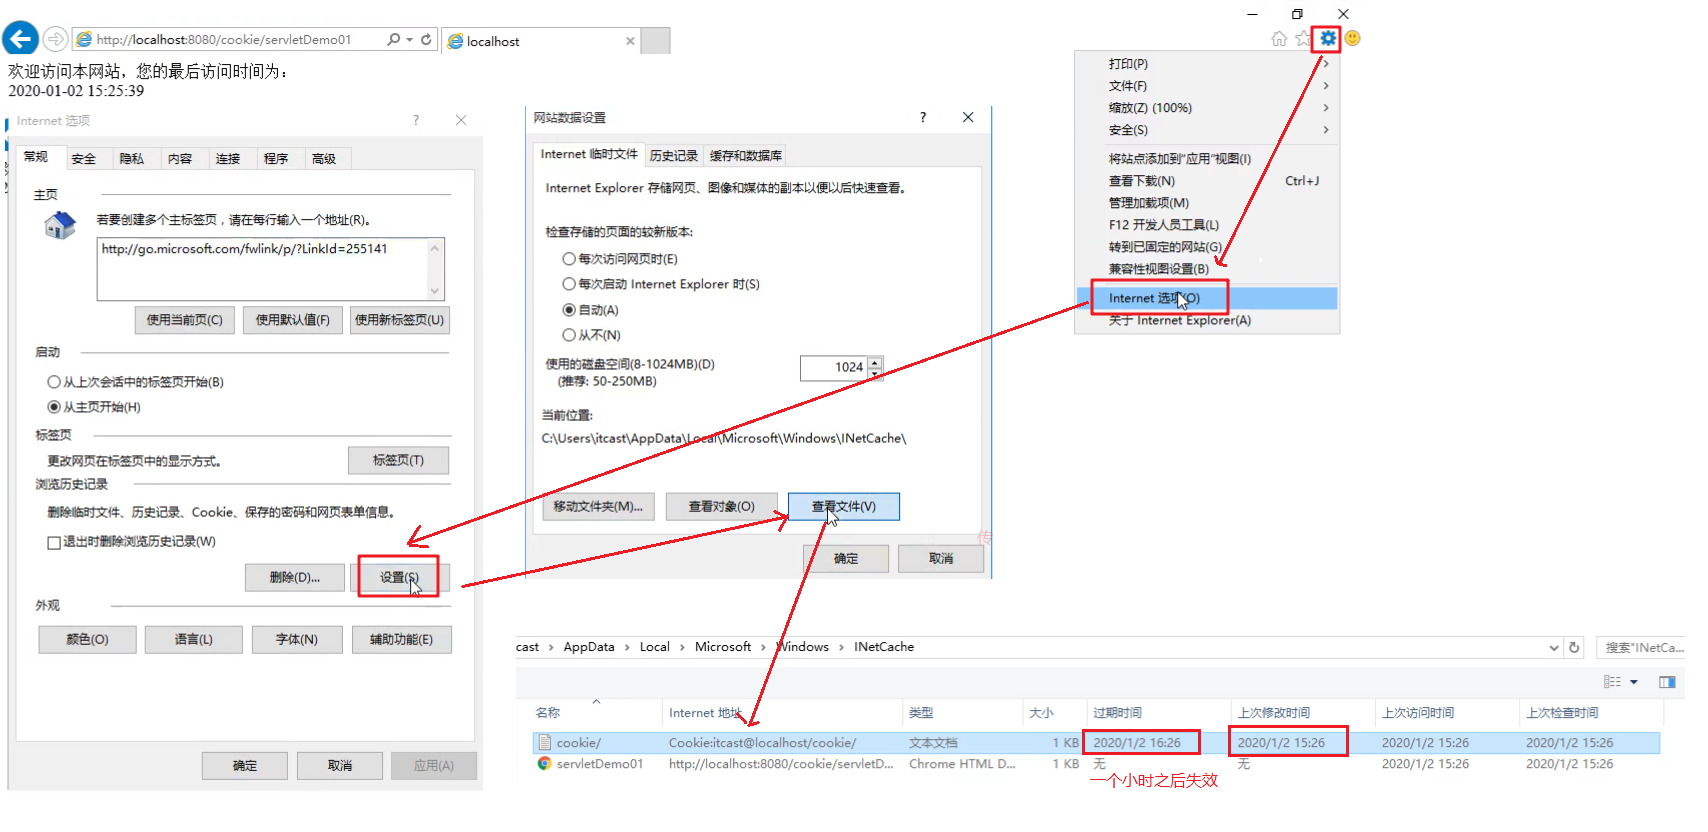 http://localhost:8080/cookie/servletDemo01
localhost
欢迎访问本网站，您的最后访问时间为：
2020-01-02 15:25:39
Internet 选项
?
常规 安全 隐私 内容 连接 程序 高级
主页
若要创建多个主标签页，请在每行输入一个地址(R)。
http://go.microsoft.com/fwlink/p/?LinkId=255141
使用当前页(C) 使用默认值(F) 使用新标签页(U)
启动
从上次会话中的标签页开始(B)
从主页开始(H)
标签页
更改网页在标签页中的显示方式。 标签页(T)
浏览历史记录
删除临时文件、历史记录、Cookie、保存的密码和网页表单信息。
退出时删除浏览历史记录(W)
删除(D)... 设置(S)
外观
颜色(O) 语言(L) 字体(N) 辅助功能(E)
确定 取消 应用(A)
网站数据设置
?
Internet 临时文件 历史记录 缓存和数据库
Internet Explorer 存储网页、图像和媒体的副本以便以后快速查看。
检查存储的页面的较新版本:
每次访问网页时(E)
每次启动 Internet Explorer 时(S)
自动(A)
从不(N)
使用的磁盘空间(8-1024MB)(D) 1024
(推荐: 50-250MB)
当前位置:
C:\Users\itcast\AppData\Local\Microsoft\Windows\INetCache\
移动文件夹(M)... 查看对象(O) 查看文件(V)
传
确定 取消
打印(P)
文件(F)
缩放(Z) (100%)
安全(S)
将站点添加到"应用"视图(I)
查看下载(N) Ctrl+J
管理加载项(M)
F12 开发人员工具(L)
转到已固定的网站(G)
兼容性视图设置(B)
Internet 选项(O)
关于 Internet Explorer(A)
cast › AppData › Local › Microsoft › Windows › INetCache
搜索"INetCa...
名称 Internet 地址 类型 大小 过期时间 上次修改时间 上次访问时间 上次检查时间
cookie/ Cookie:itcast@localhost/cookie/ 文本文档 1 KB 2020/1/2 16:26 2020/1/2 15:26 2020/1/2 15:26 2020/1/2 15:26
servletDemo01 http://localhost:8080/cookie/servletD... Chrome HTML D... 1 KB 无 无 2020/1/2 15:26 2020/1/2 15:26
一个小时之后失效